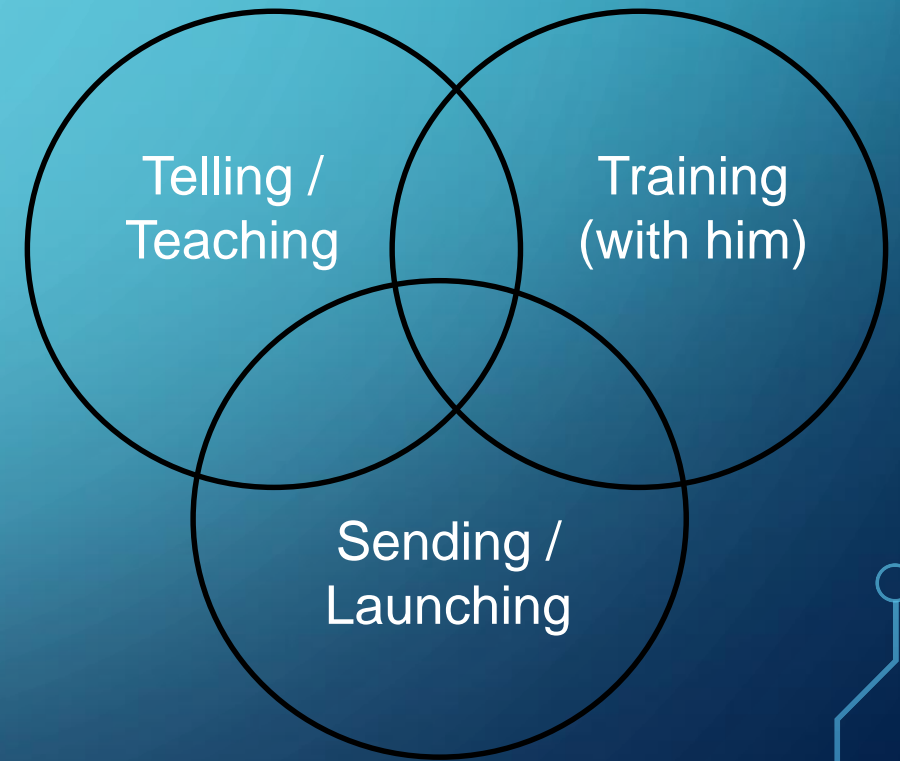 Telling /
Teaching
Training
(with him)
Sending /
Launching